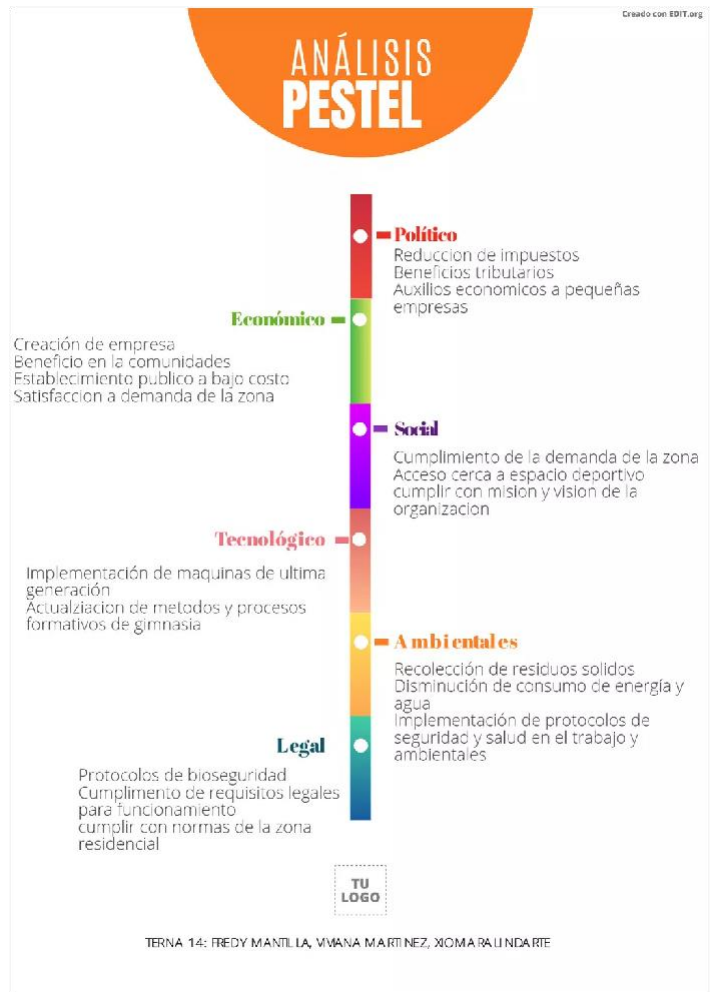 Creado con EDIT.org
ANÁLISIS
PESTEL
Político
Reduccion de impuestos
Beneficios tributarios
Auxilios economicos a pequeñas
empresas
Económico
Creación de empresa
Beneficio en la comunidades
Establecimiento publico a bajo costo
Satisfaccion a demanda de la zona
Social
Cumplimiento de la demanda de la zona
Acceso cerca a espacio deportivo
cumplir con mision y vision de la
organizacion
Tecnológico
Implementación de maquinas de ultima
generación
Actualziacion de metodos y procesos
formativos de gimnasia
Ambientales
Recolección de residuos solidos
Disminución de consumo de energía y
agua
Implementación de protocolos de
seguridad y salud en el trabajo y
ambientales
Legal
Protocolos de bioseguridad
Cumplimento de requisitos legales
para funcionamiento
cumplir con normas de la zona
residencial
TU
LOGO
TERNA 14: FREDY MANTILLA, VIVIANA MARTINEZ, XIOMARA LINDARTE